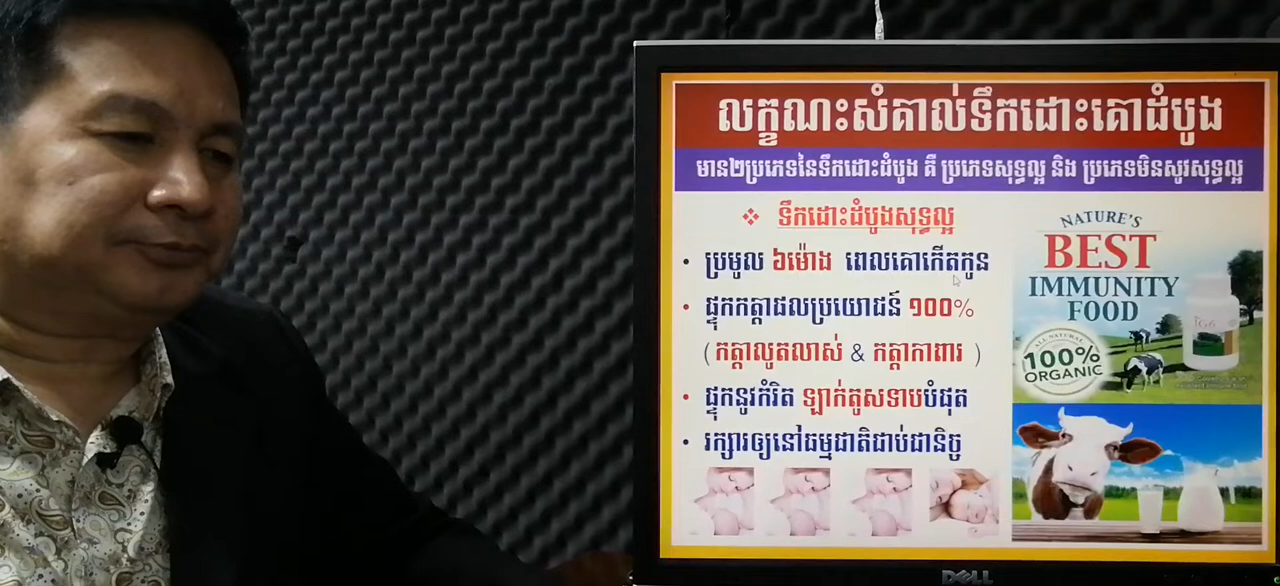 លក្ខណះសំគាល់ទឹកដោះគោដំបូង
មាន២ប្រភេទនៃទឹកដោះដំបូង គឺ ប្រភេទសុទ្ធល្អ និង ប្រភេទមិនសូវសុទ្ធល្អ
❖ ទឹកដោះដំបូងសុទ្ធល្អ
• ប្រមូល ៦ម៉ោង ពេលគោកើតកូន
• ផ្ទុកកត្តាផលប្រយោជន៍ ១០០%
( កត្តាលូតលាស់ & កត្តាការពារ )
• ផ្ទុកនូវកំរិត ឡាក់តូសទាបបំផុត
• រក្សារឲ្យនៅធម្មជាតិជាប់ជានិច្ច
NATURE'S
BEST
IMMUNITY
FOOD
ALL NATURAL
100%
ORGANIC
DELL